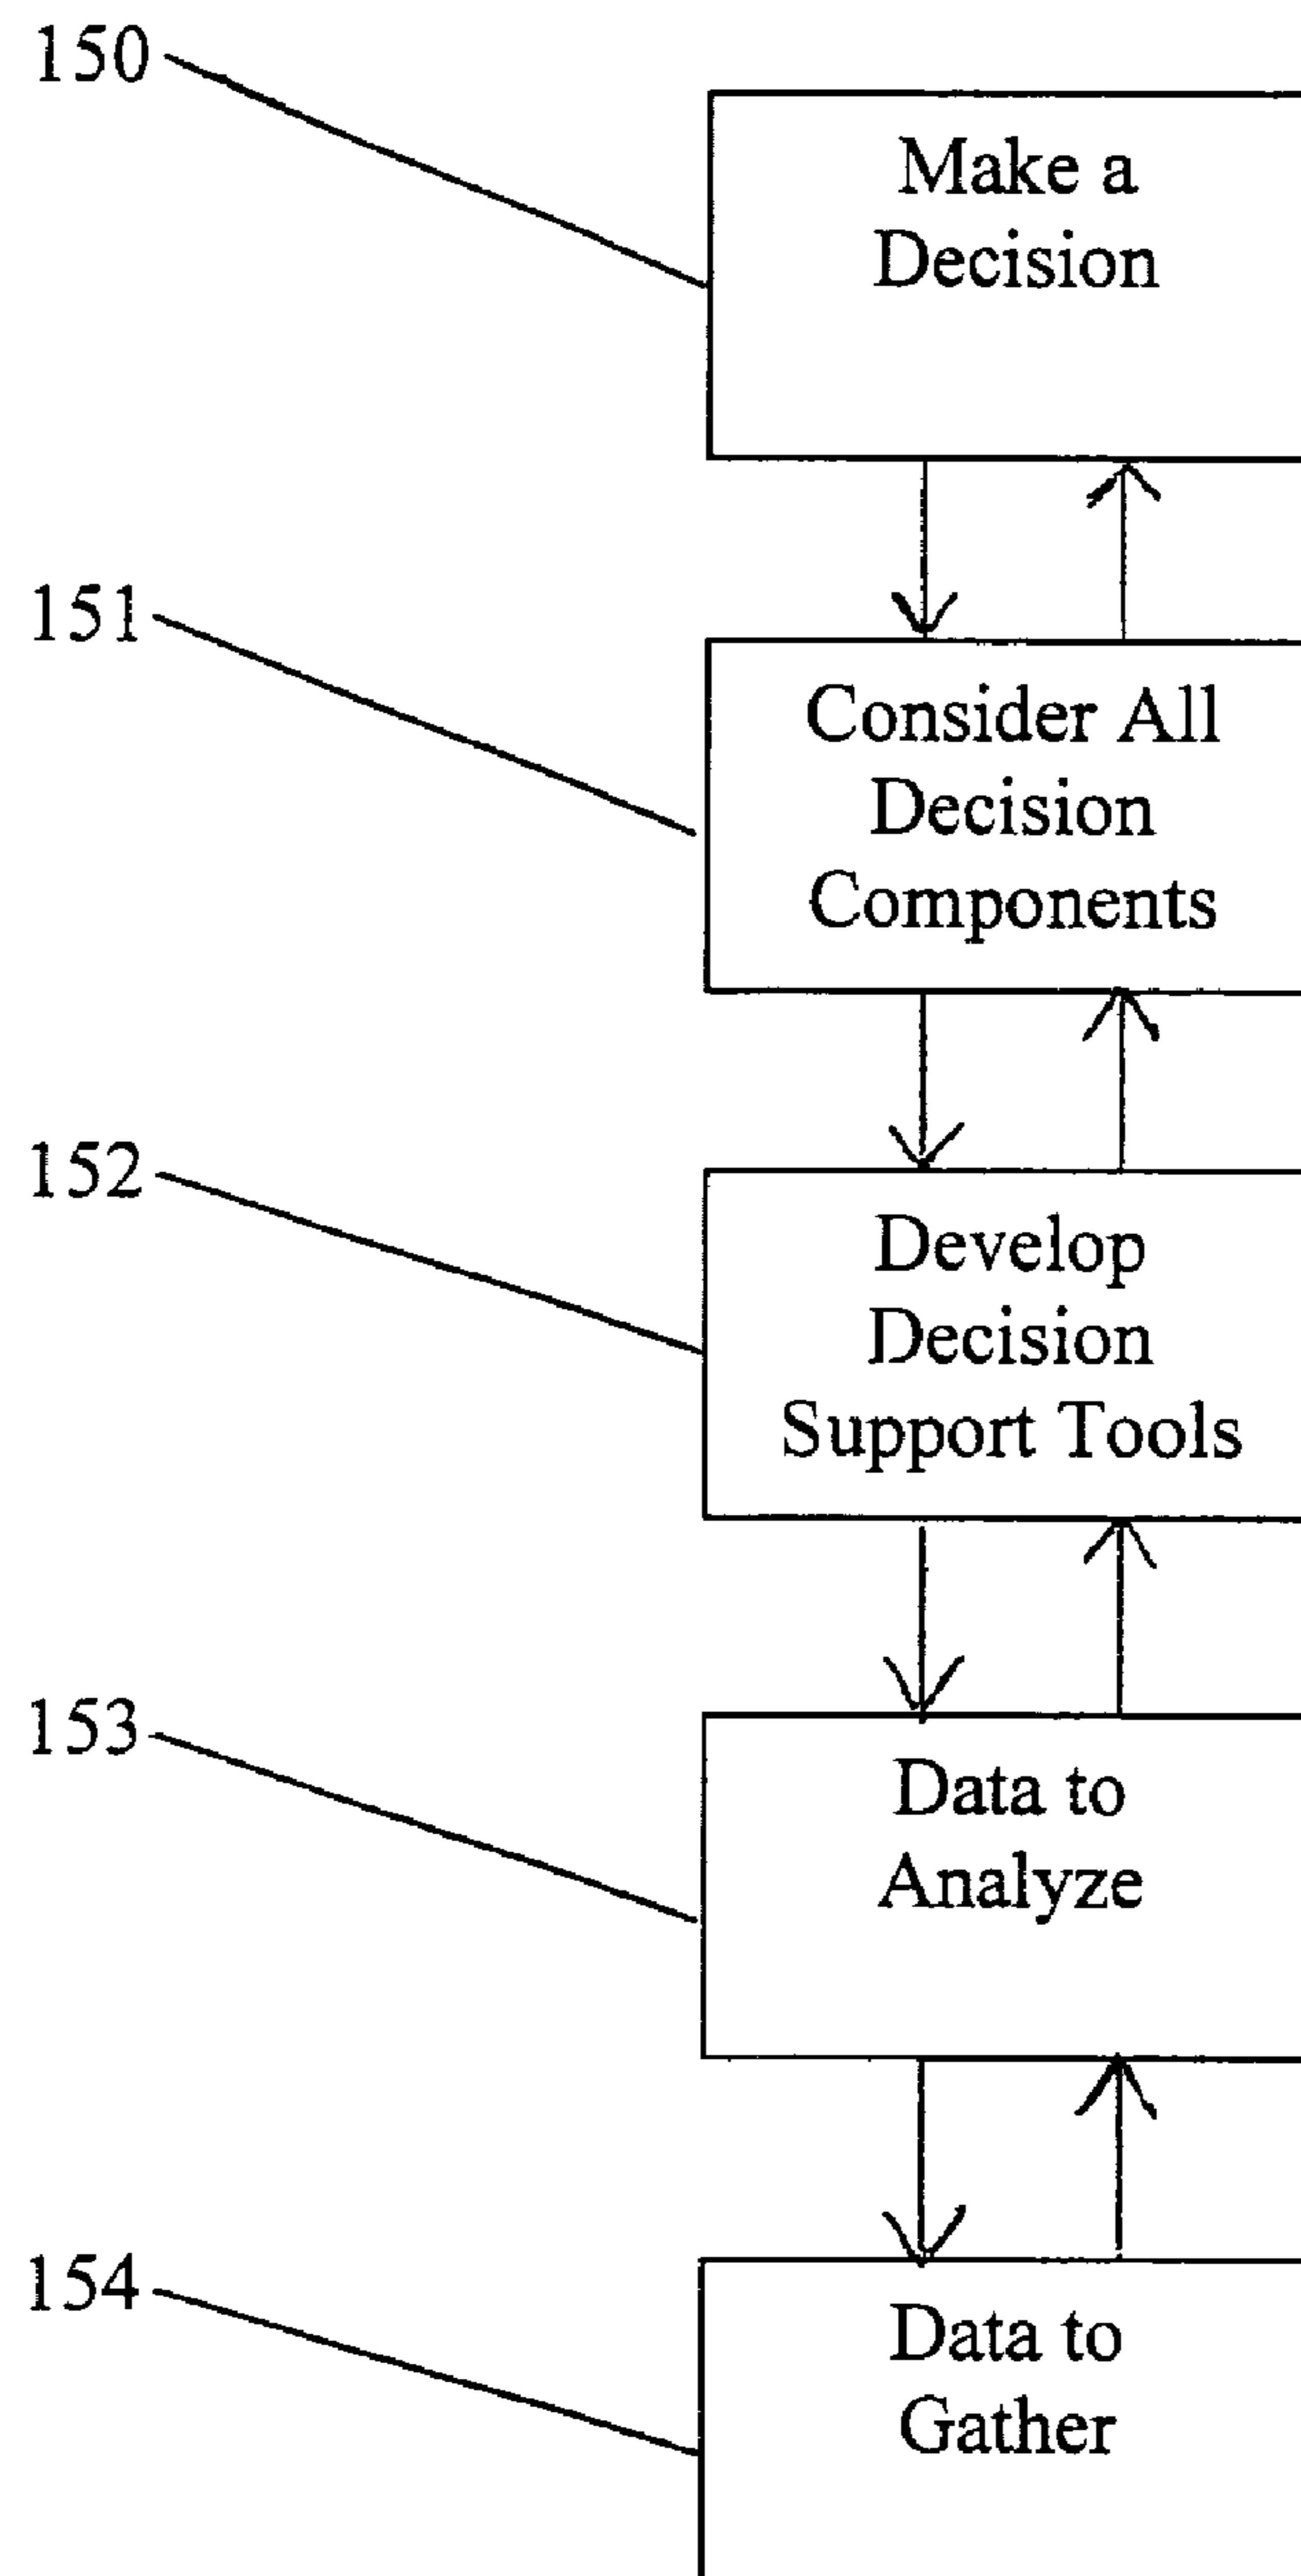 150
Make a
Decision
151
Consider All
Decision
Components
152
Develop
Decision
Support Tools
153
Data to
Analyze
154
Data to
Gather